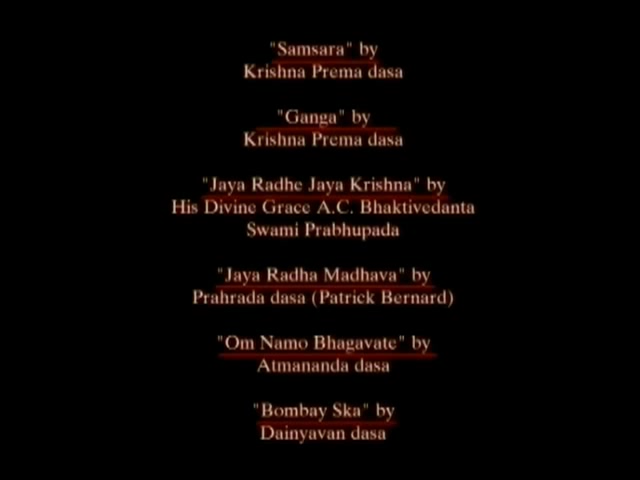 "Samsara" by
Krishna Prema dasa
"Ganga" by
Krishna Prema dasa
"Jaya Radhe Jaya Krishna" by
His Divine Grace A.C. Bhaktivedanta
Swami Prabhupada
"Jaya Radha Madhava" by
Prahrada dasa (Patrick Bernard)
"Om Namo Bhagavate" by
Atmananda dasa
"Bombay Ska" by
Dainyavan dasa